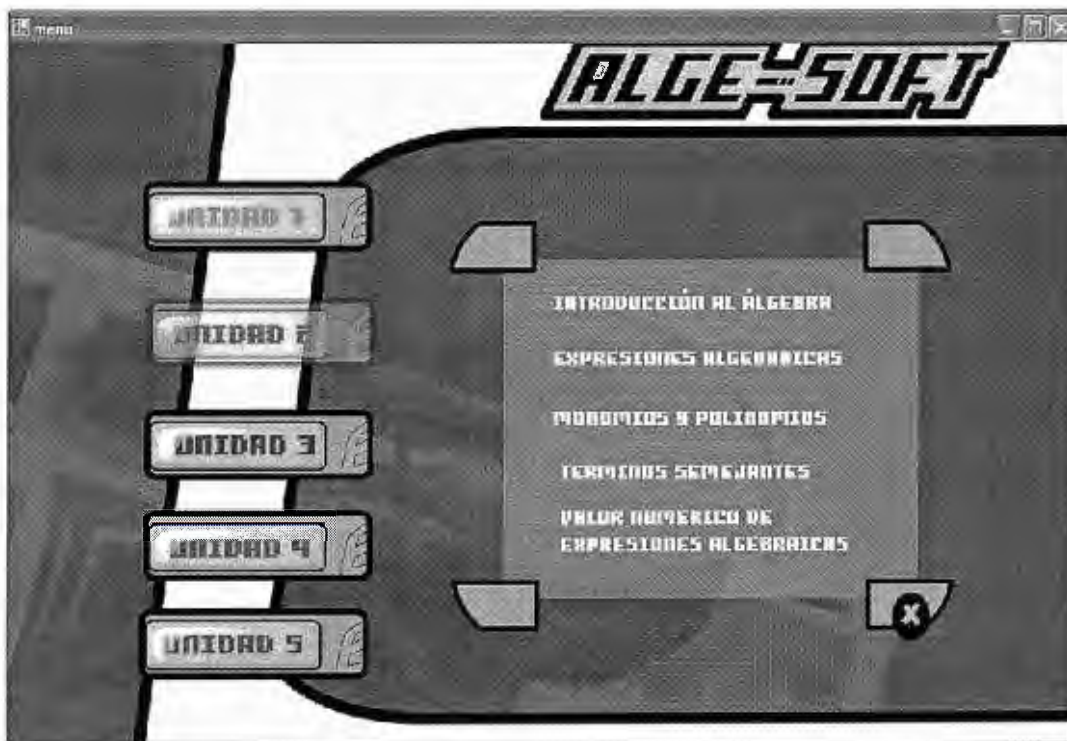 menu
ALGE-SOFT
UNIDAD 1
UNIDAD 2
UNIDAD 3
UNIDAD 4
UNIDAD 5
INTRODUCCIÓN AL ÁLGEBRA
EXPRESIONES ALGEBRAICAS
MONOMIOS Y POLINOMIOS
TERMINOS SEMEJANTES
VALOR NUMERICO DE
EXPRESIONES ALGEBRAICAS
X